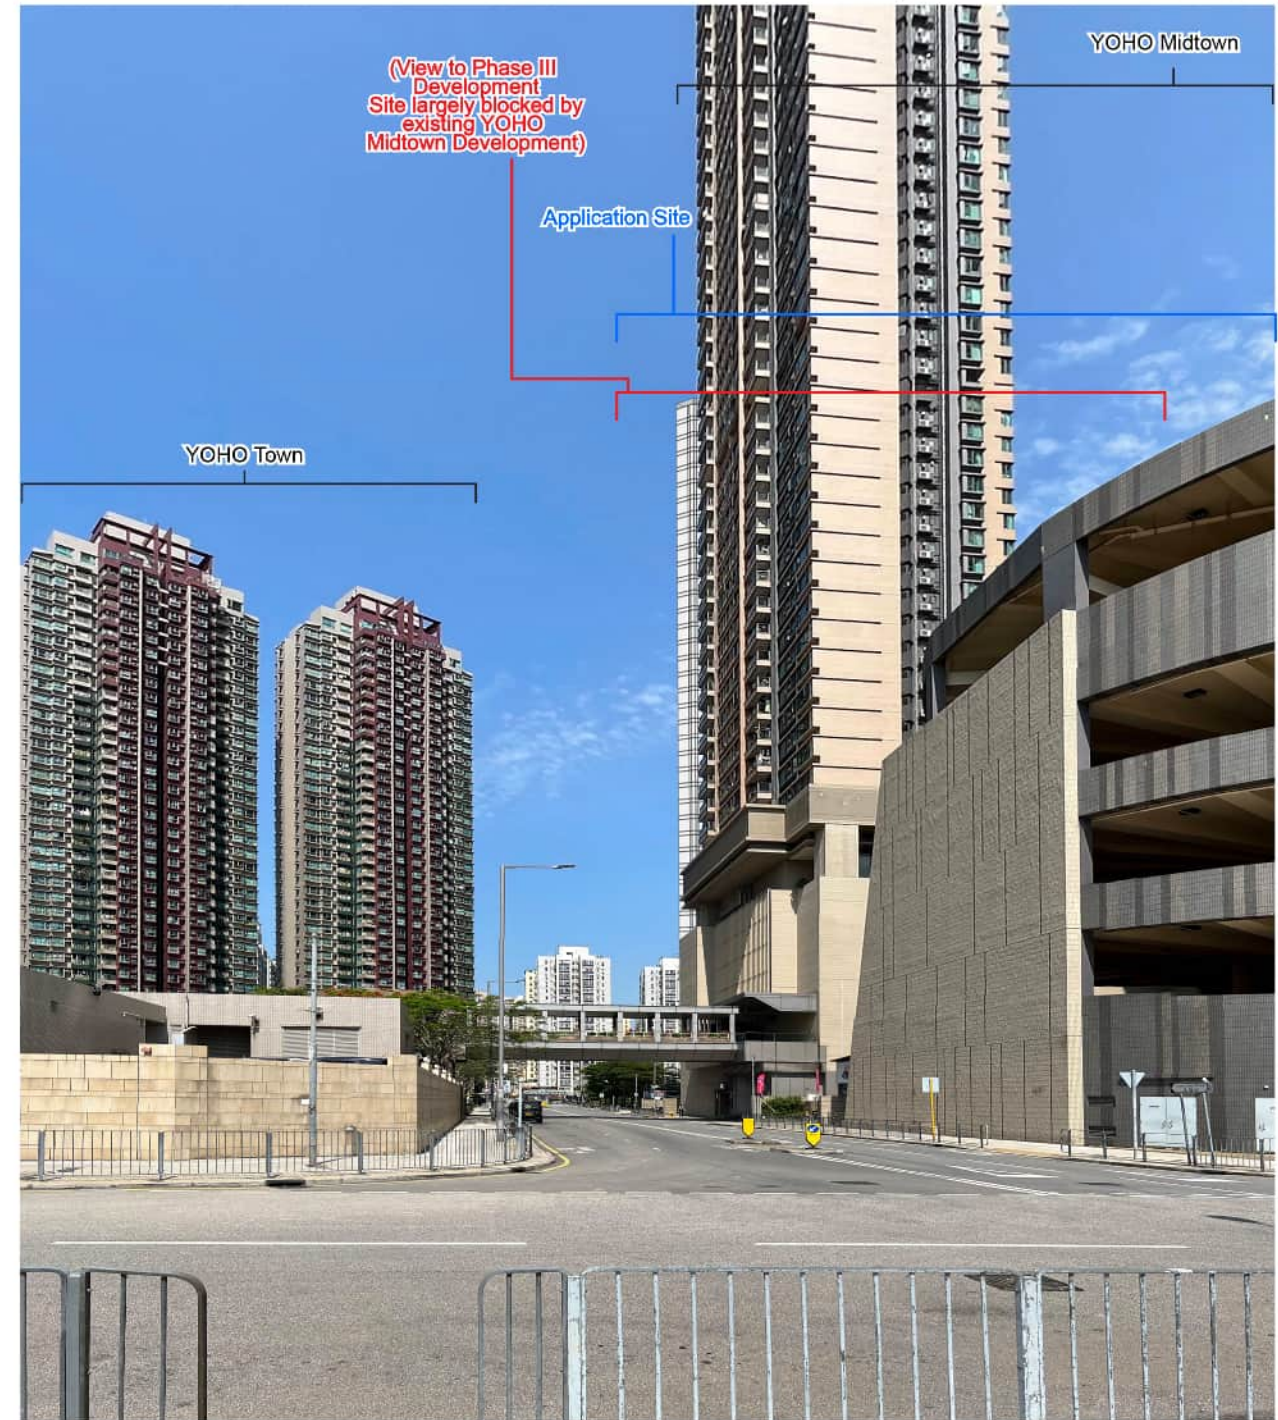 YOHO Midtown
(View to Phase III
Development
Site largely blocked by
existing YOHO
Midtown Development)
Application Site
YOHO Town